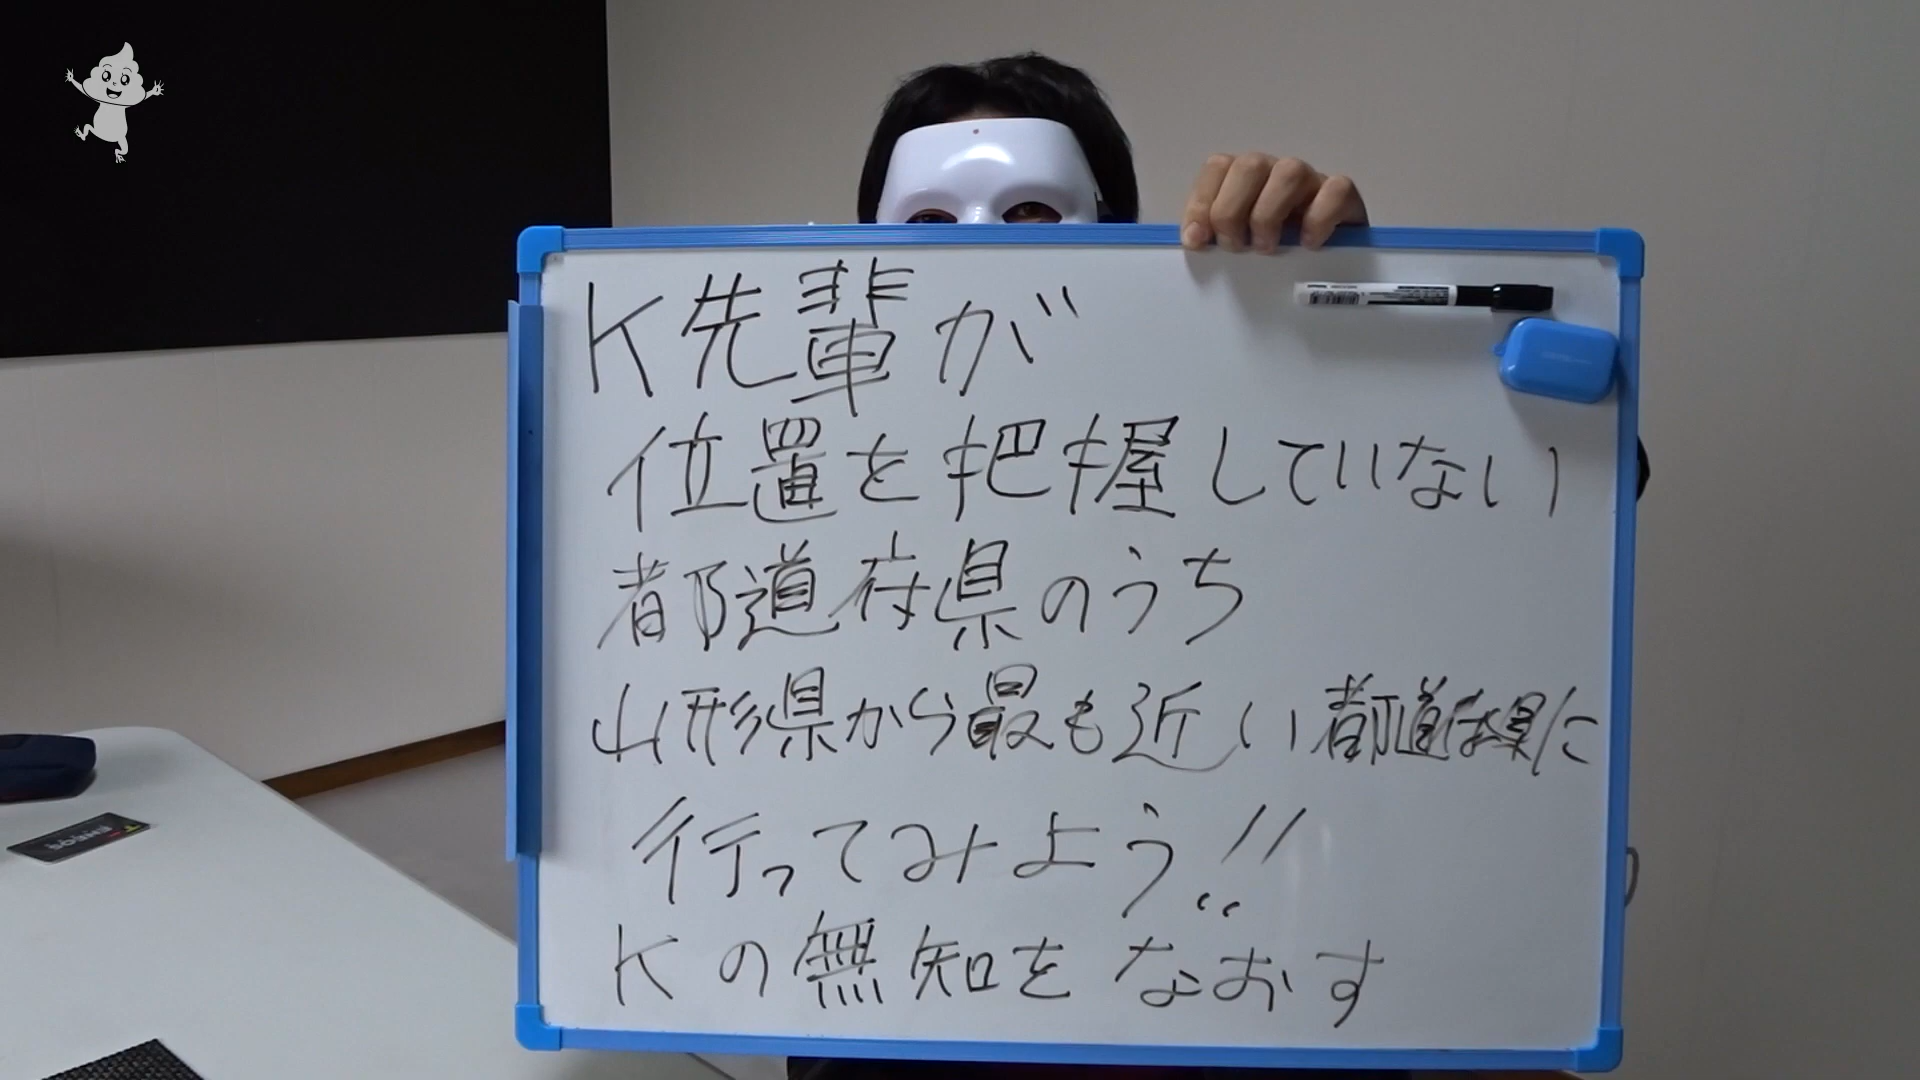 K先輩が
位置を把握していない
都道府県のうち
山形県から最も近い都道府県に
行ってみよう!!
Kの無知をなおす